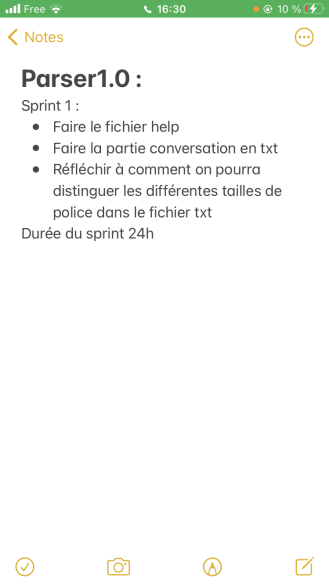 Free 16:30 10 %
Notes
Parser1.0 :
Sprint 1 :
• Faire le fichier help
• Faire la partie conversation en txt
• Réfléchir à comment on pourra
distinguer les différentes tailles de
police dans le fichier txt
Durée du sprint 24h